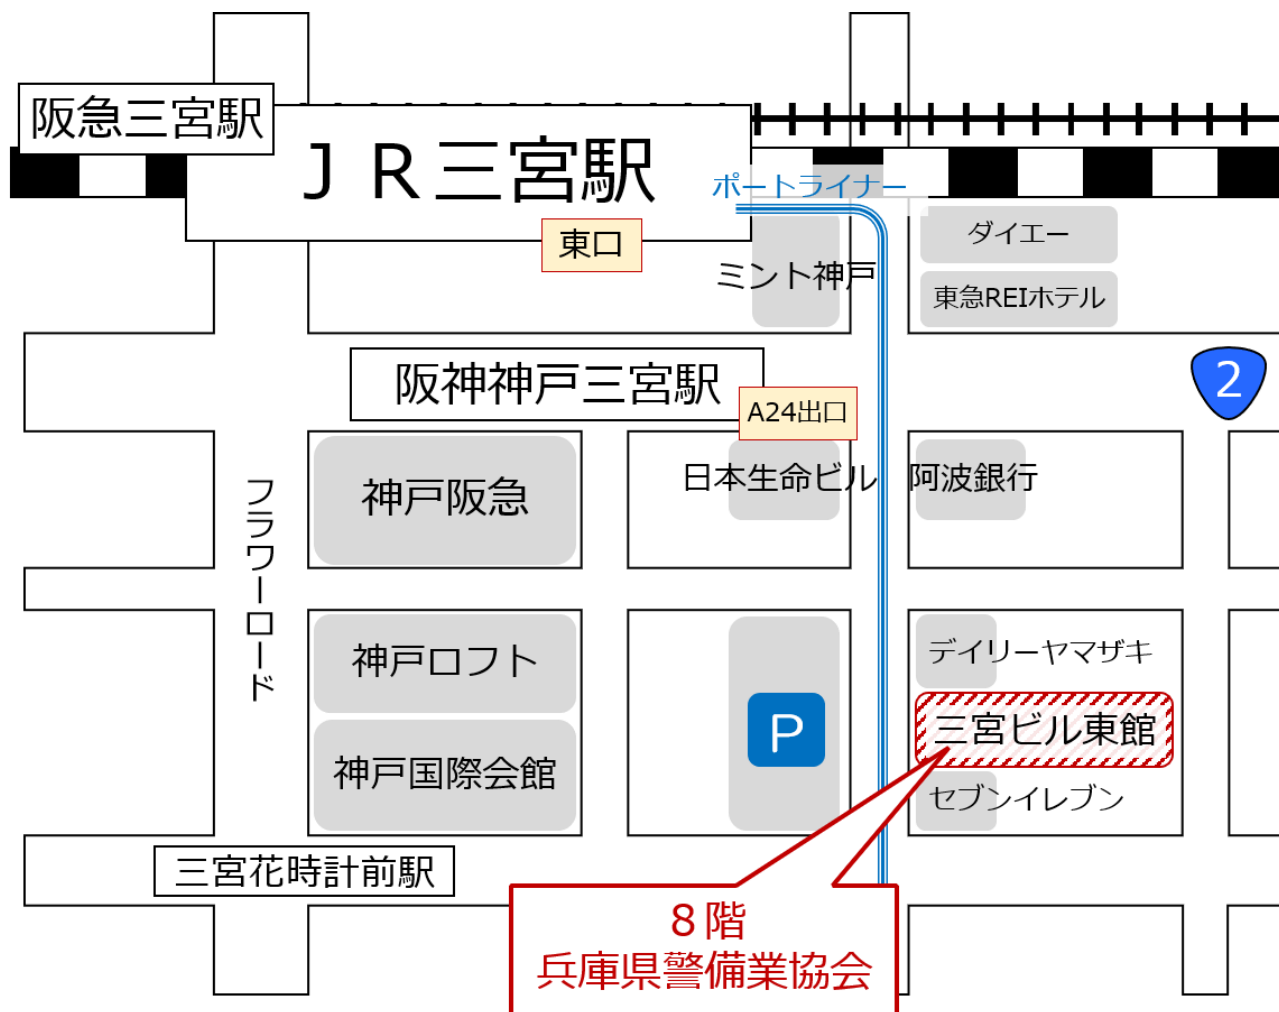 阪急三宮駅
ＪＲ三宮駅
ポートライナー
東口
ミント神戸
ダイエー
東急REIホテル
阪神神戸三宮駅
A24出口
2
神戸阪急
日本生命ビル
阿波銀行
フラワーロード
神戸ロフト
デイリーヤマザキ
P
三宮ビル東館
神戸国際会館
セブンイレブン
三宮花時計前駅
８階
兵庫県警備業協会